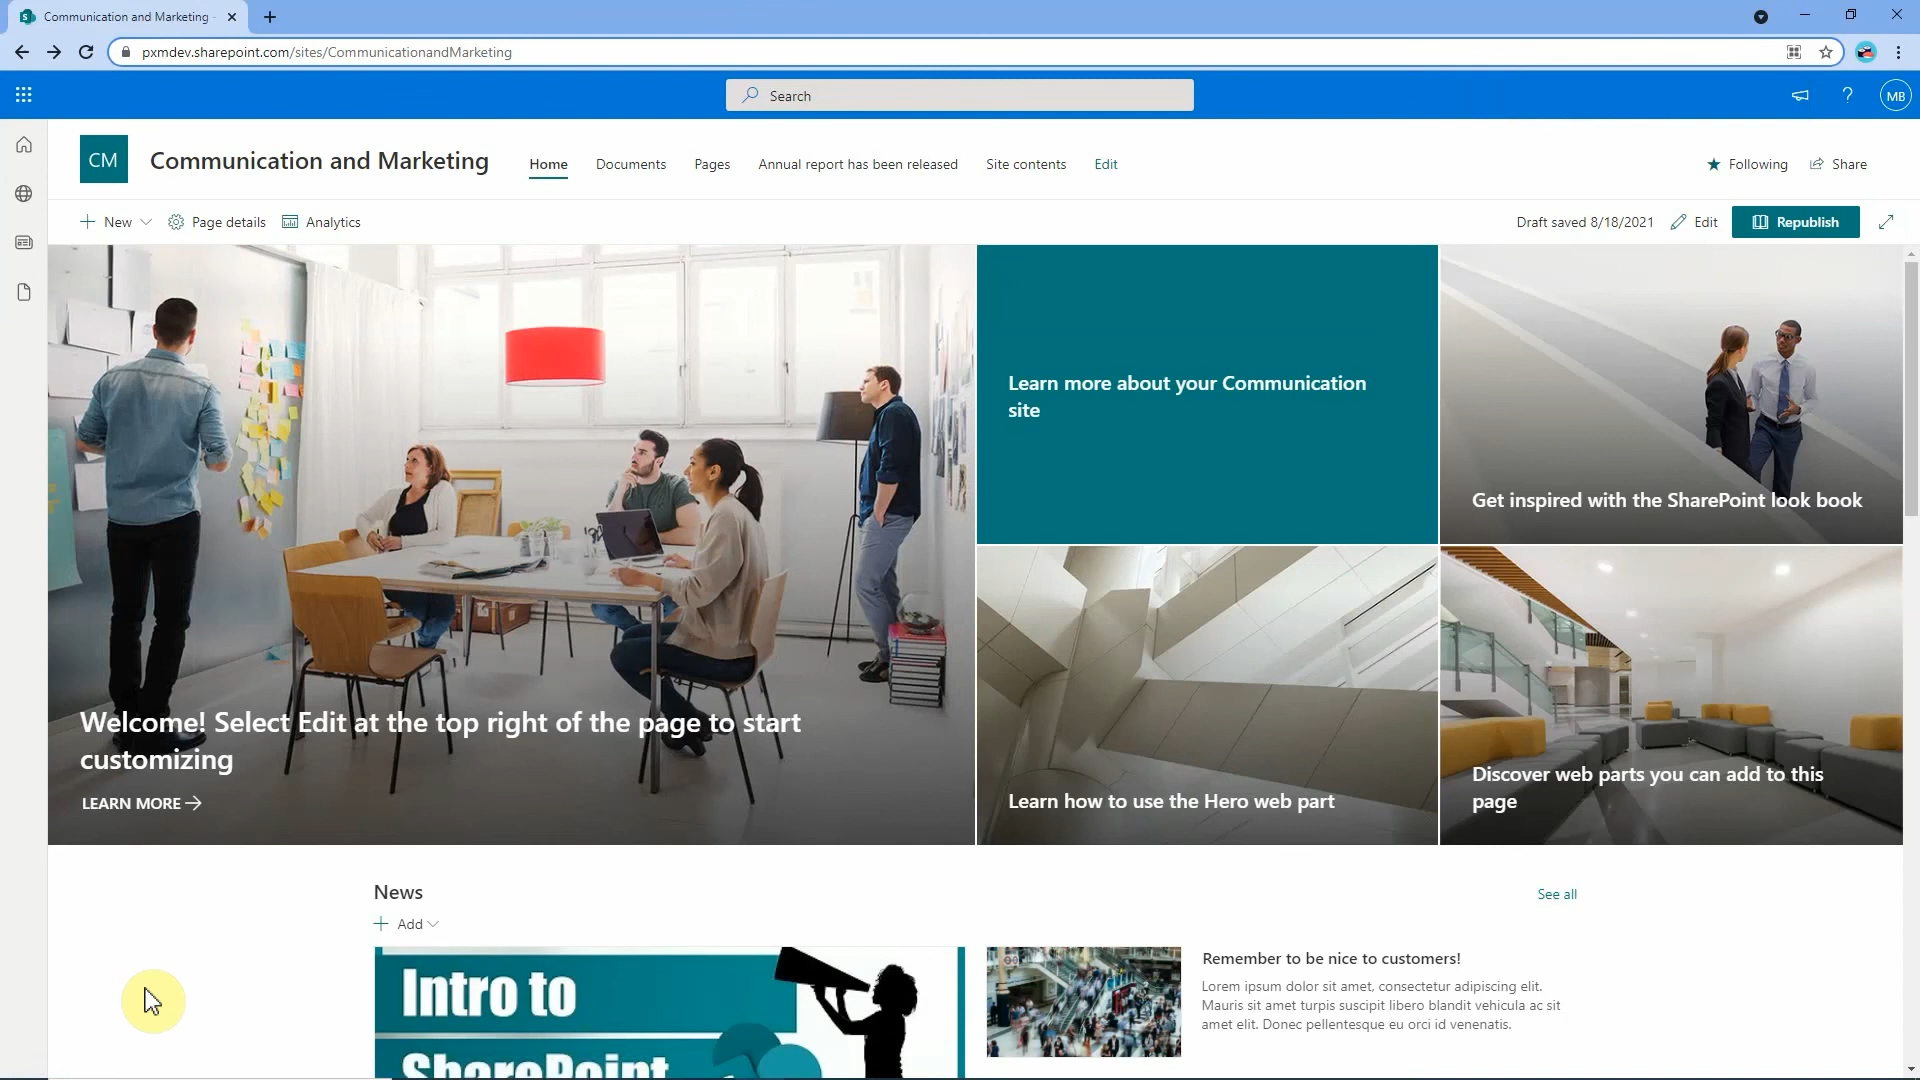 Communication and Marketing -
pxmdev.sharepoint.com/sites/CommunicationandMarketing
Search
MB
CM
Communication and Marketing
Home
Documents
Pages
Annual report has been released
Site contents
Edit
Following
Share
New
Page details
Analytics
Draft saved 8/18/2021
Edit
Republish
Learn more about your Communication
site
Get inspired with the SharePoint look book
Welcome! Select Edit at the top right of the page to start
customizing
LEARN MORE
Learn how to use the Hero web part
Discover web parts you can add to this
page
News
See all
Add
Intro to
SharePoint
Remember to be nice to customers!
Lorem ipsum dolor sit amet, consectetur adipiscing elit.
Mauris sit amet turpis suscipit libero blandit vehicula ac sit
amet elit. Donec pellentesque eu orci id venenatis.